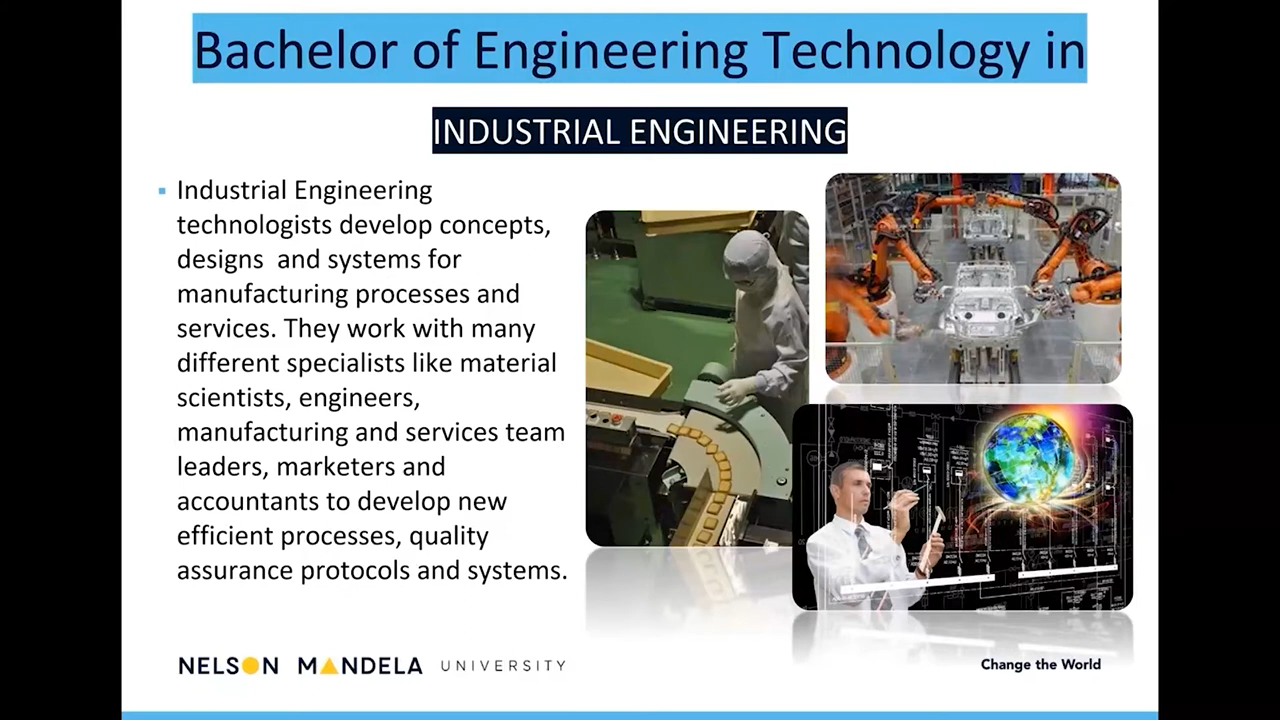 Bachelor of Engineering Technology in
INDUSTRIAL ENGINEERING
▪ Industrial Engineering
technologists develop concepts,
designs and systems for
manufacturing processes and
services. They work with many
different specialists like material
scientists, engineers,
manufacturing and services team
leaders, marketers and
accountants to develop new
efficient processes, quality
assurance protocols and systems.
NELSON MANDELA UNIVERSITY
Change the World